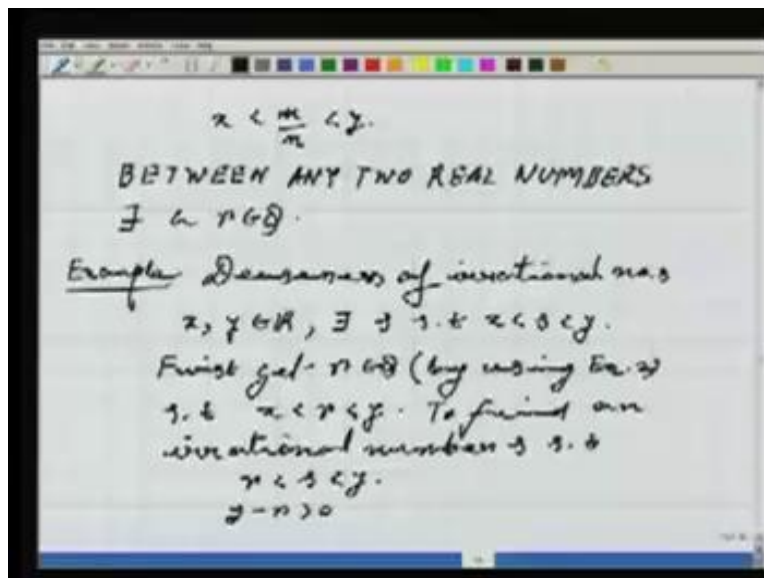 x < m/n < y.
BETWEEN ANY TWO REAL NUMBERS
∃ a r∈Q.
Example Denseness of irrational nos
x, y ∈ R, ∃ s s.t x < s < y.
First get r∈Q (by using Ex. 2)
s.t x < r < y. To find an
irrational number s s.t
r < s < y.
y - r > 0